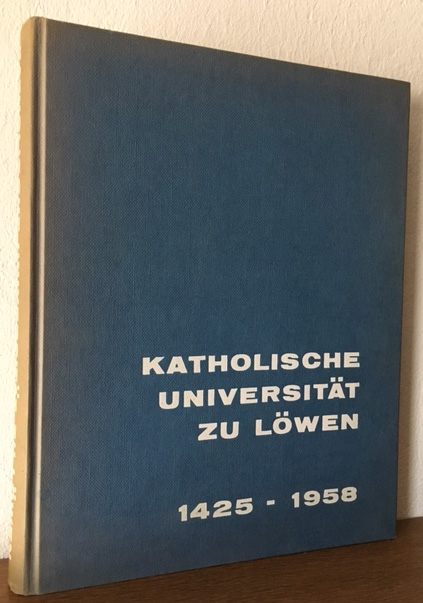 KATHOLISCHE
UNIVERSITÄT
ZU LÖWEN
1425 - 1958